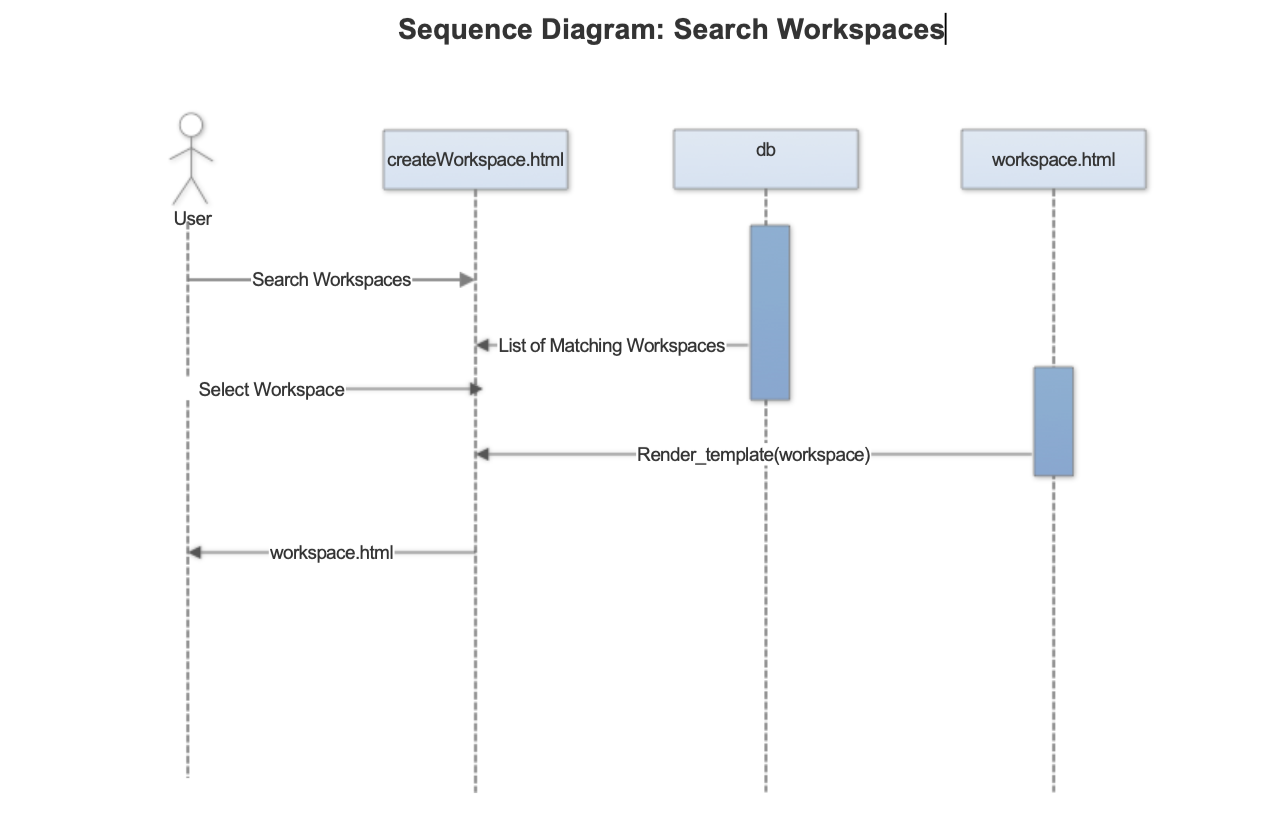 Sequence Diagram: Search Workspaces
createWorkspace.html
db
workspace.html
User
Search Workspaces
List of Matching Workspaces
Select Workspace
Render_template(workspace)
workspace.html